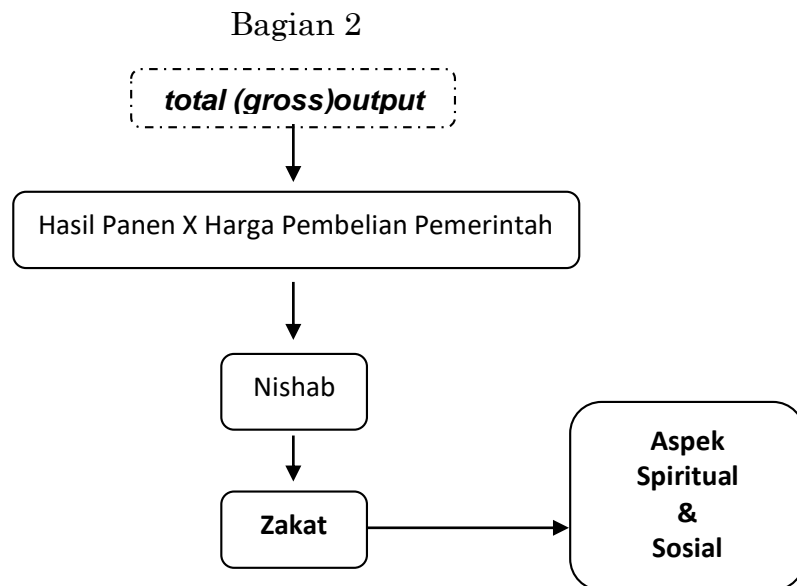 Bagian 2
total (gross)output
Hasil Panen X Harga Pembelian Pemerintah
Nishab
Zakat
Aspek
Spiritual
&
Sosial